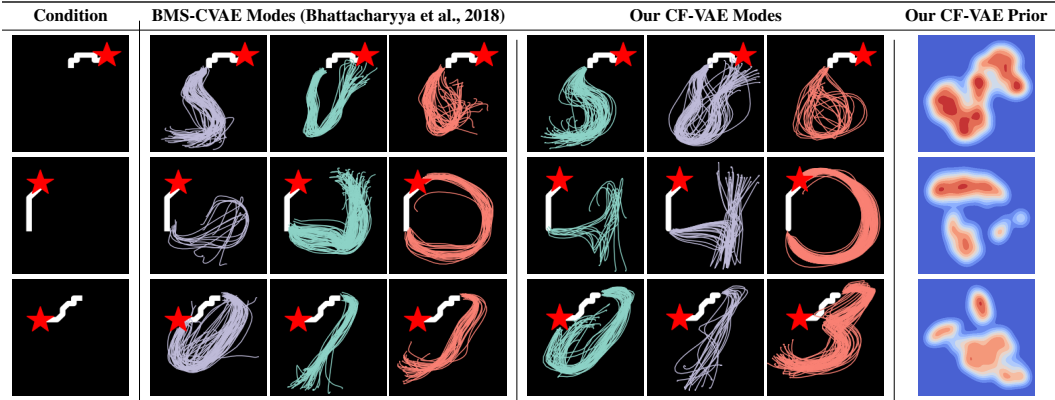 Condition BMS-CVAE Modes (Bhattacharyya et al., 2018) Our CF-VAE Modes Our CF-VAE Prior